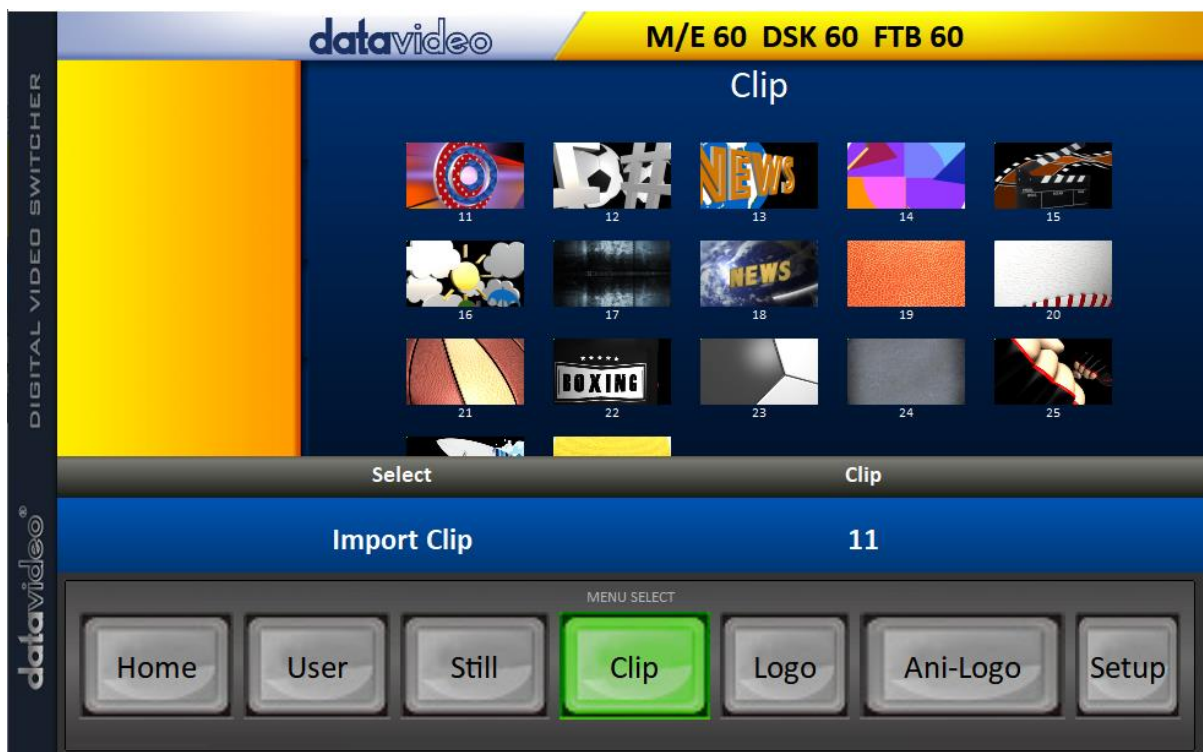 datavideo
M/E 60 DSK 60 FTB 60
DIGITAL VIDEO SWITCHER
datavideo®
Clip
NEWS
11 12 13 14 15
NEWS
16 17 18 19 20
BOXING
21 22 23 24 25
Select Clip
Import Clip 11
MENU SELECT
Home User Still Clip Logo Ani-Logo Setup